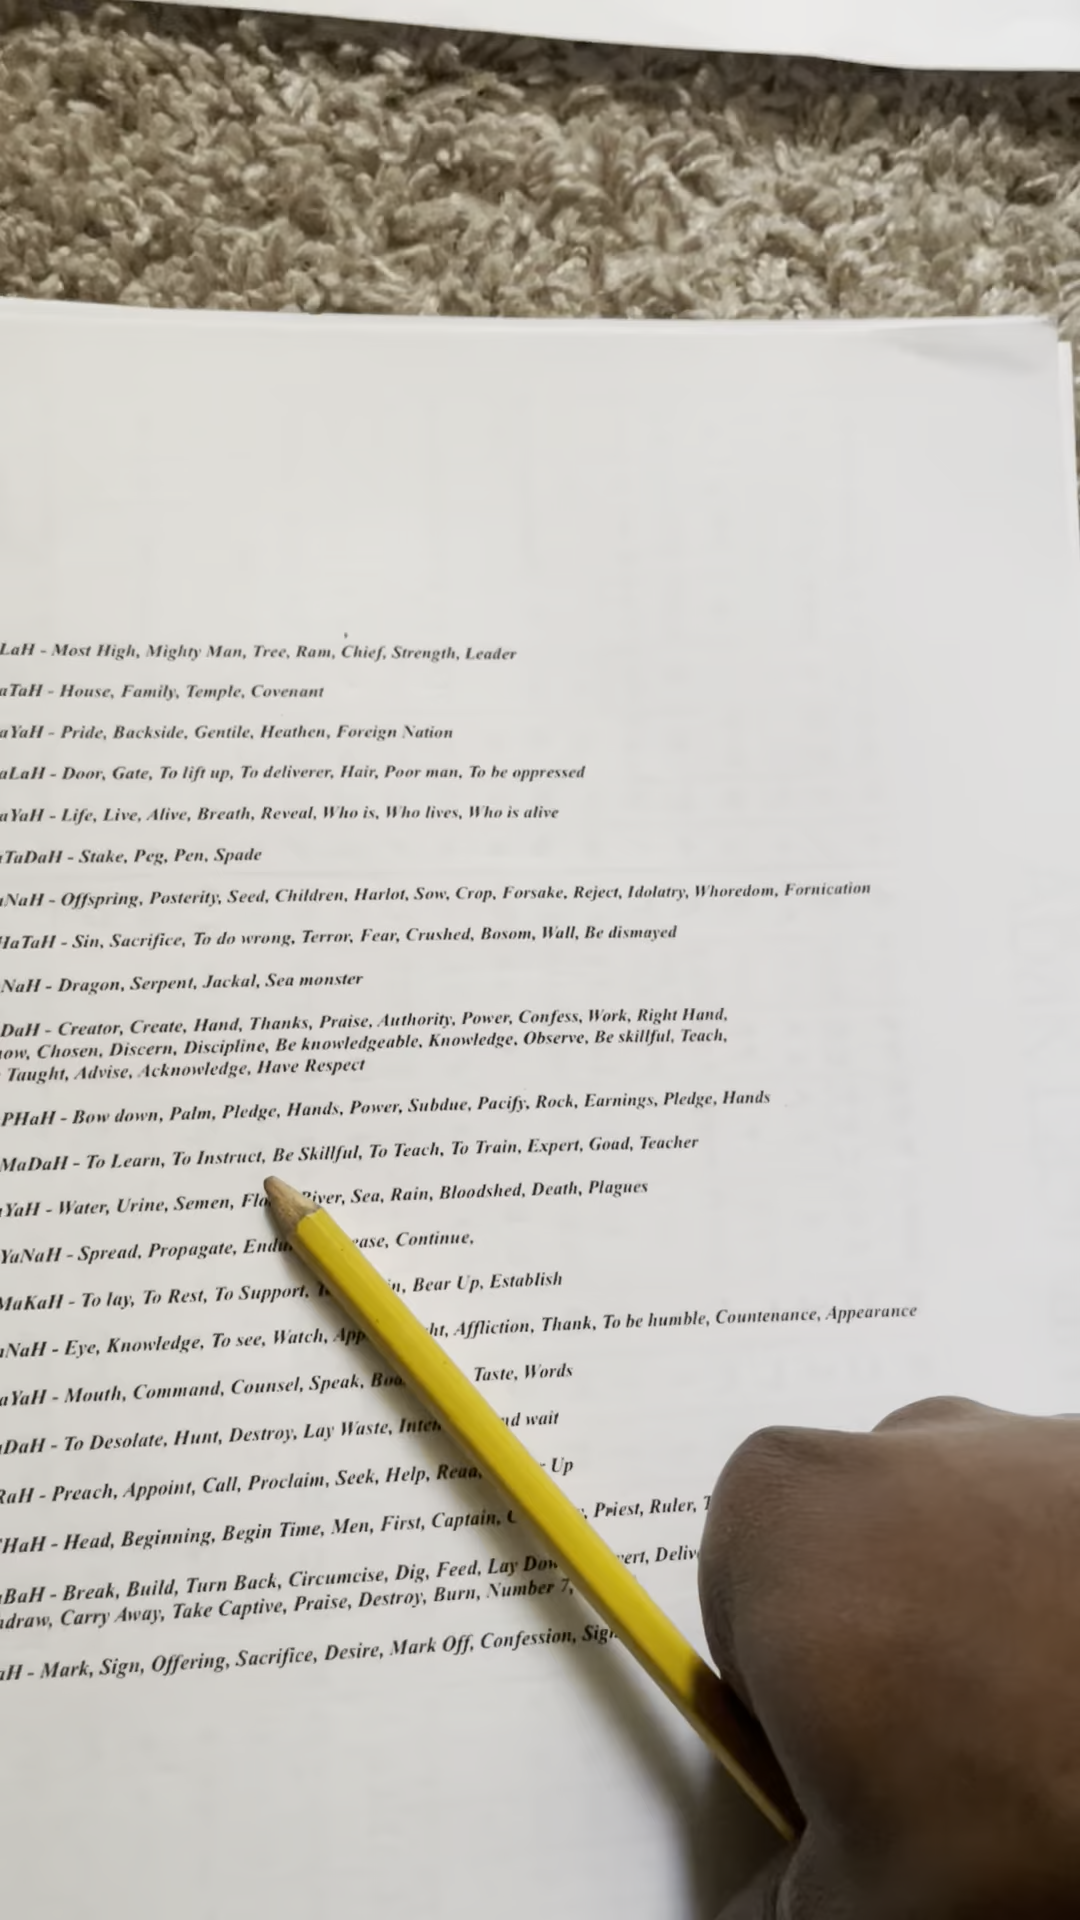 LaH - Most High, Mighty Man, Tree, Ram, Chief, Strength, Leader
aTaH - House, Family, Temple, Covenant
aYaH - Pride, Backside, Gentile, Heathen, Foreign Nation
aLaH - Door, Gate, To lift up, To deliverer, Hair, Poor man, To be oppressed
aYaH - Life, Live, Alive, Breath, Reveal, Who is, Who lives, Who is alive
TaDaH - Stake, Peg, Pen, Spade
NaH - Offspring, Posterity, Seed, Children, Harlot, Sow, Crop, Forsake, Reject, Idolatry, Whoredom, Fornication
HaTaH - Sin, Sacrifice, To do wrong, Terror, Fear, Crushed, Bosom, Wall, Be dismayed
NaH - Dragon, Serpent, Jackal, Sea monster
DaH - Creator, Create, Hand, Thanks, Praise, Authority, Power, Confess, Work, Right Hand,
ow, Chosen, Discern, Discipline, Be knowledgeable, Knowledge, Observe, Be skillful, Teach,
Taught, Advise, Acknowledge, Have Respect
PHaH - Bow down, Palm, Pledge, Hands, Power, Subdue, Pacify, Rock, Earnings, Pledge, Hands
MaDaH - To Learn, To Instruct, Be Skillful, To Teach, To Train, Expert, Goad, Teacher
YaH - Water, Urine, Semen, River, Sea, Rain, Bloodshed, Death, Plagues
YaNaH - Spread, Propagate, ease, Continue,
MaKaH - To lay, To Rest, To Support, Bear Up, Establish
NaH - Eye, Knowledge, To see, Watch, Affliction, Thank, To be humble, Countenance, Appearance
aYaH - Mouth, Command, Counsel, Speak, Taste, Words
DaH - To Desolate, Hunt, Destroy, Lay Waste, wait
RaH - Preach, Appoint, Call, Proclaim, Seek, Help, Up
HaH - Head, Beginning, Begin Time, Men, First, Captain, Priest, Ruler,
BaH - Break, Build, Turn Back, Circumcise, Dig, Feed, Lay
draw, Carry Away, Take Captive, Praise, Destroy, Burn, Number 7,
aH - Mark, Sign, Offering, Sacrifice, Desire, Mark Off, Confession,